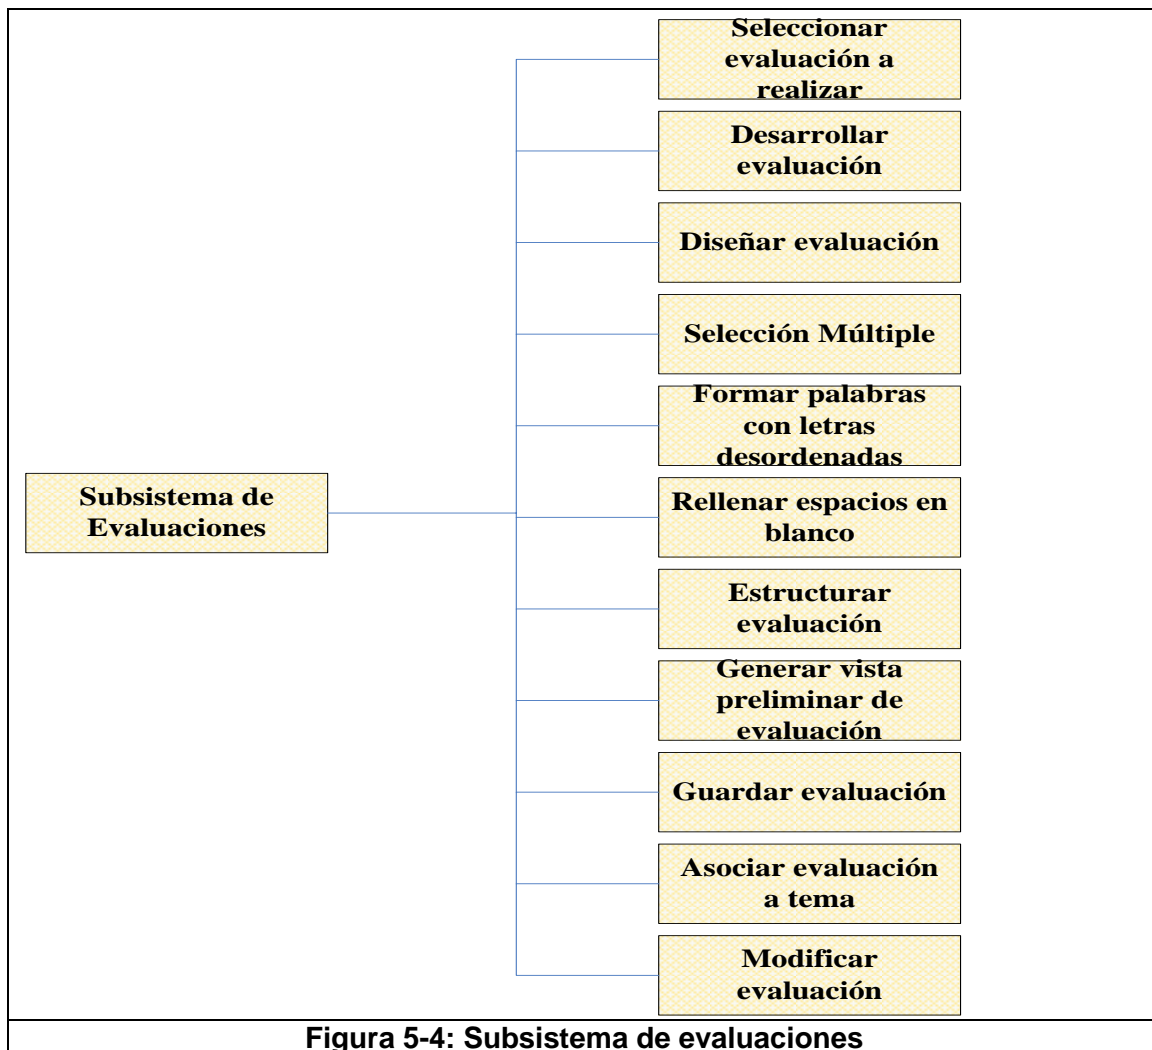 Seleccionar
evaluación a
realizar
Desarrollar
evaluación
Diseñar evaluación
Selección Múltiple
Formar palabras
con letras
desordenadas
Subsistema de
Evaluaciones
Rellenar espacios en
blanco
Estructurar
evaluación
Generar vista
preliminar de
evaluación
Guardar evaluación
Asociar evaluación
a tema
Modificar
evaluación
Figura 5-4: Subsistema de evaluaciones